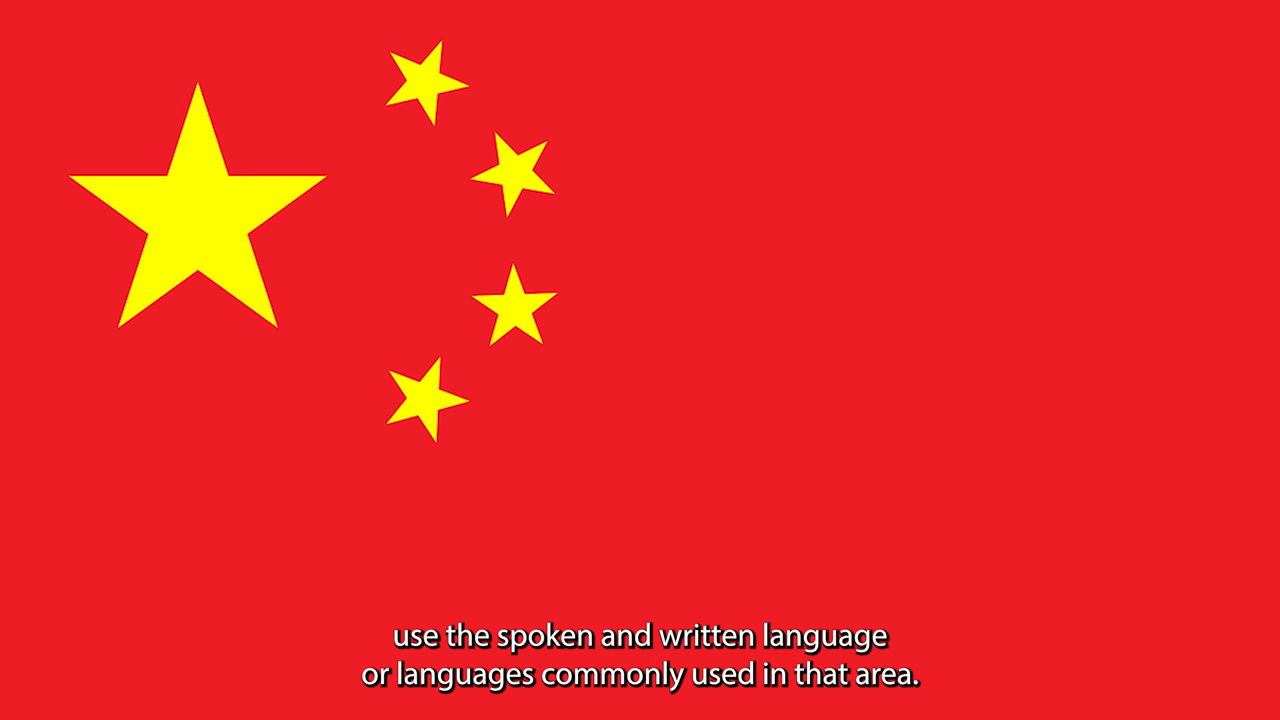 use the spoken and written language
or languages commonly used in that area.